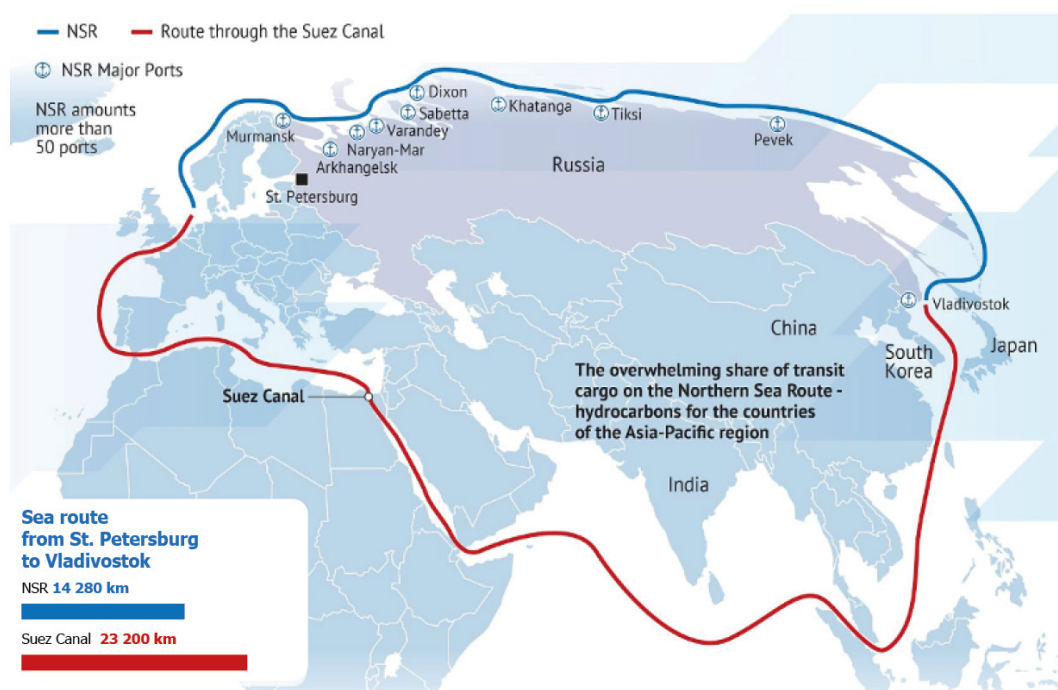 NSR
Route through the Suez Canal
NSR Major Ports
NSR amounts
more than
50 ports
Dixon
Sabetta
Khatanga
Tiksi
Murmansk
Varandey
Pevek
Naryan-Mar
Arkhangelsk
Russia
St. Petersburg
Vladivostok
China
Japan
South
Korea
The overwhelming share of transit
cargo on the Northern Sea Route -
hydrocarbons for the countries
of the Asia-Pacific region
Suez Canal
India
Sea route
from St. Petersburg
to Vladivostok
NSR 14 280 km
Suez Canal 23 200 km